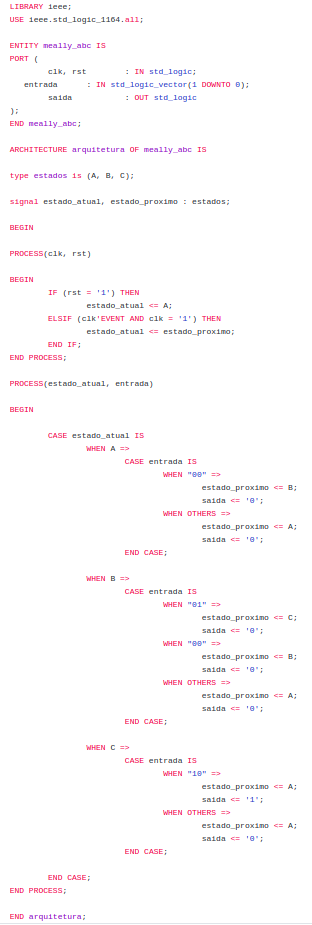 LIBRARY ieee;
USE ieee.std_logic_1164.all;
ENTITY meally_abc IS
PORT (
clk, rst : IN std_logic;
entrada : IN std_logic_vector(1 DOWNTO 0);
saida : OUT std_logic
);
END meally_abc;
ARCHITECTURE arquitetura OF meally_abc IS
type estados is (A, B, C);
signal estado_atual, estado_proximo : estados;
BEGIN
PROCESS(clk, rst)
BEGIN
IF (rst = '1') THEN
estado_atual <= A;
ELSIF (clk'EVENT AND clk = '1') THEN
estado_atual <= estado_proximo;
END IF;
END PROCESS;
PROCESS(estado_atual, entrada)
BEGIN
CASE estado_atual IS
WHEN A =>
CASE entrada IS
WHEN "00" =>
estado_proximo <= B;
saida <= '0';
WHEN OTHERS =>
estado_proximo <= A;
saida <= '0';
END CASE;
WHEN B =>
CASE entrada IS
WHEN "01" =>
estado_proximo <= C;
saida <= '0';
WHEN "00" =>
estado_proximo <= B;
saida <= '0';
WHEN OTHERS =>
estado_proximo <= A;
saida <= '0';
END CASE;
WHEN C =>
CASE entrada IS
WHEN "10" =>
estado_proximo <= A;
saida <= '1';
WHEN OTHERS =>
estado_proximo <= A;
saida <= '0';
END CASE;
END CASE;
END PROCESS;
END arquitetura;